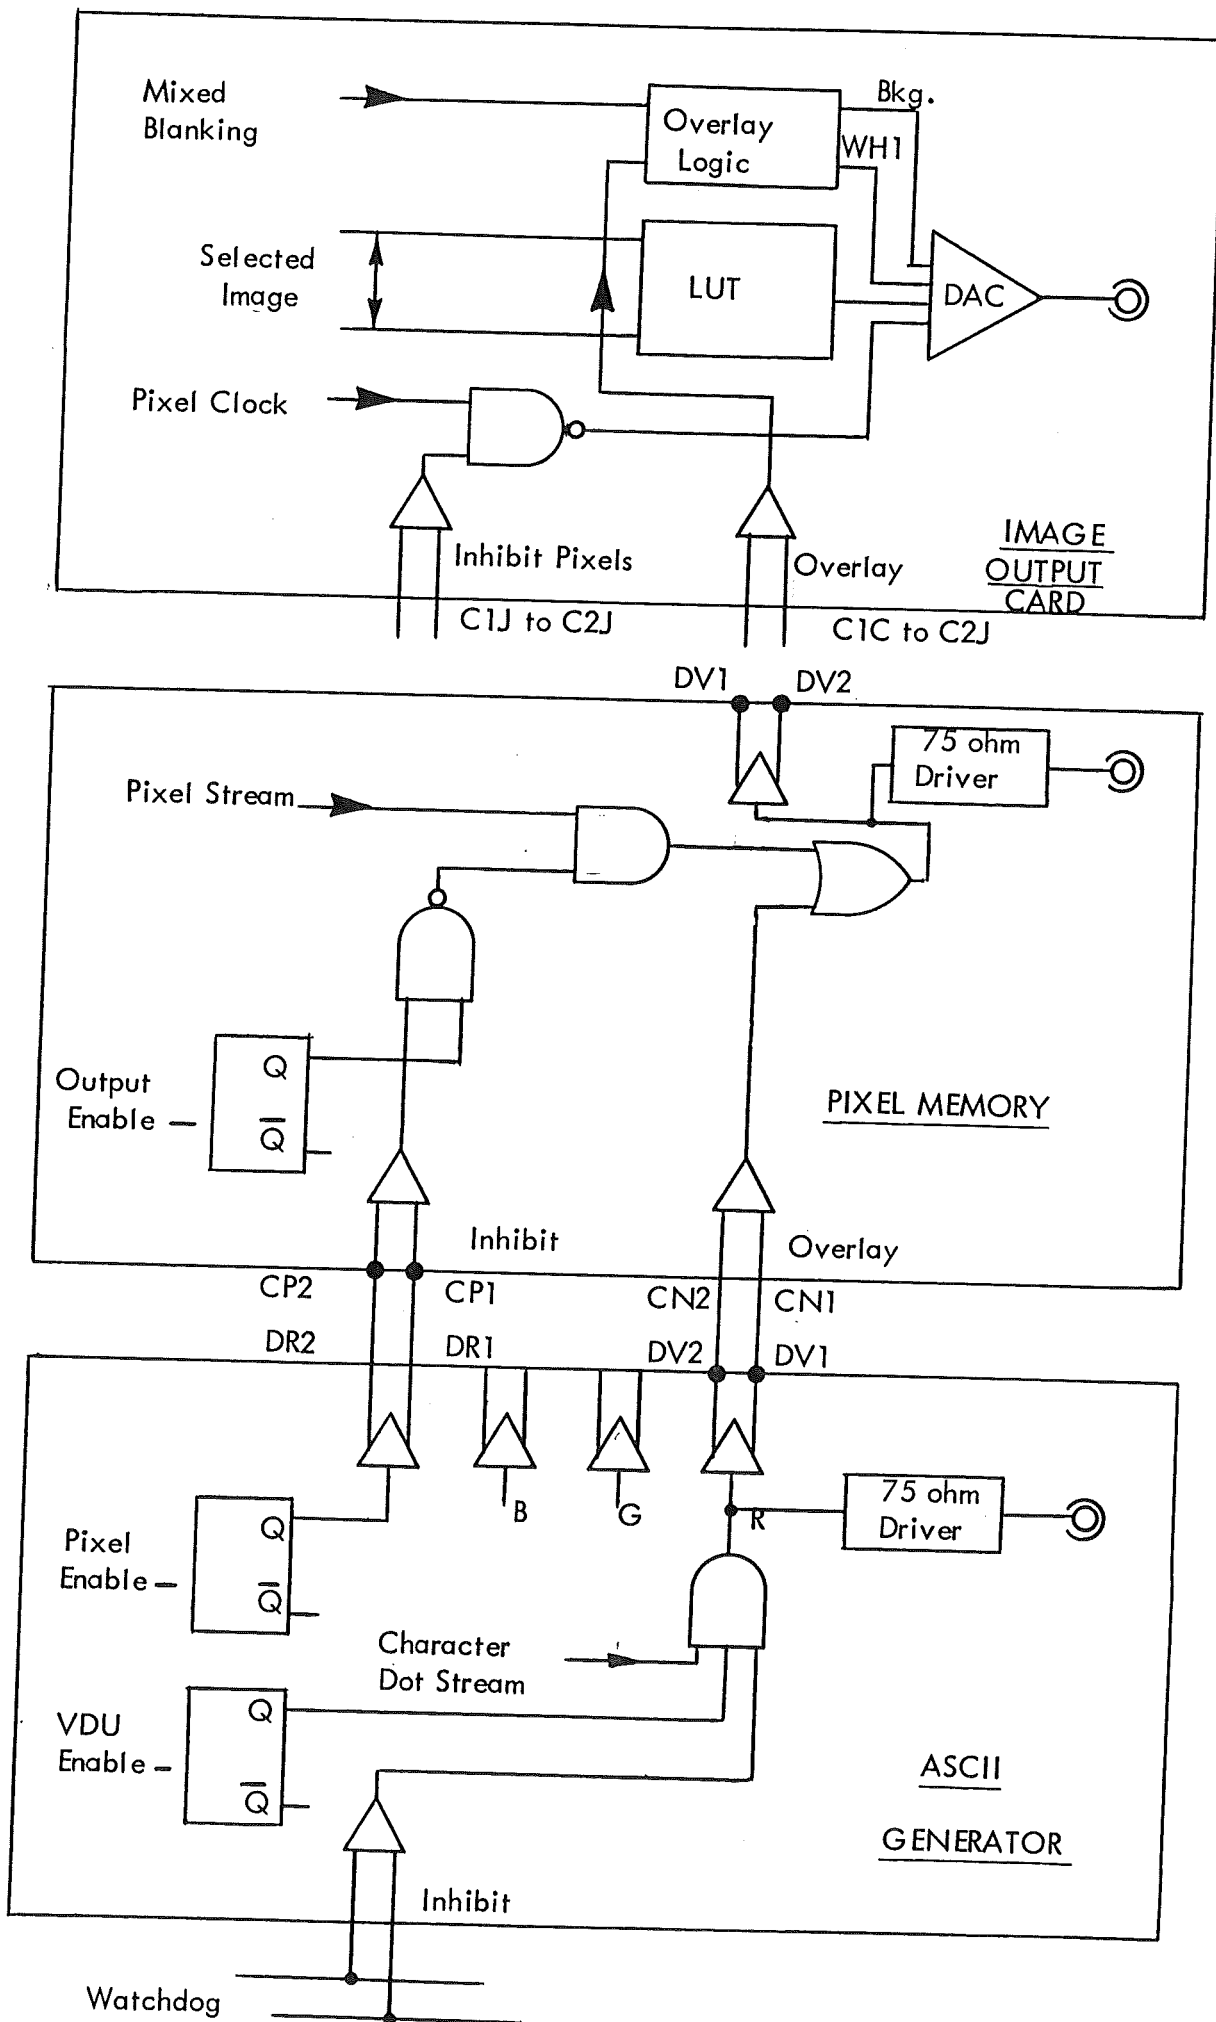 Mixed
Blanking
Overlay
Logic
Bkg.
WH1
Selected
Image
LUT
DAC
Pixel Clock
Inhibit Pixels
Overlay
IMAGE
OUTPUT
CARD
C1J to C2J
C1C to C2J
DV1
DV2
75 ohm
Driver
Pixel Stream
Output
Enable
Q
Q̅
PIXEL MEMORY
Inhibit
Overlay
CP2
CP1
CN2
CN1
DR2
DR1
DV2
DV1
B
G
R
75 ohm
Driver
Pixel
Enable
Q
Q̅
Character
Dot Stream
VDU
Enable
Q
Q̅
ASCII
GENERATOR
Inhibit
Watchdog